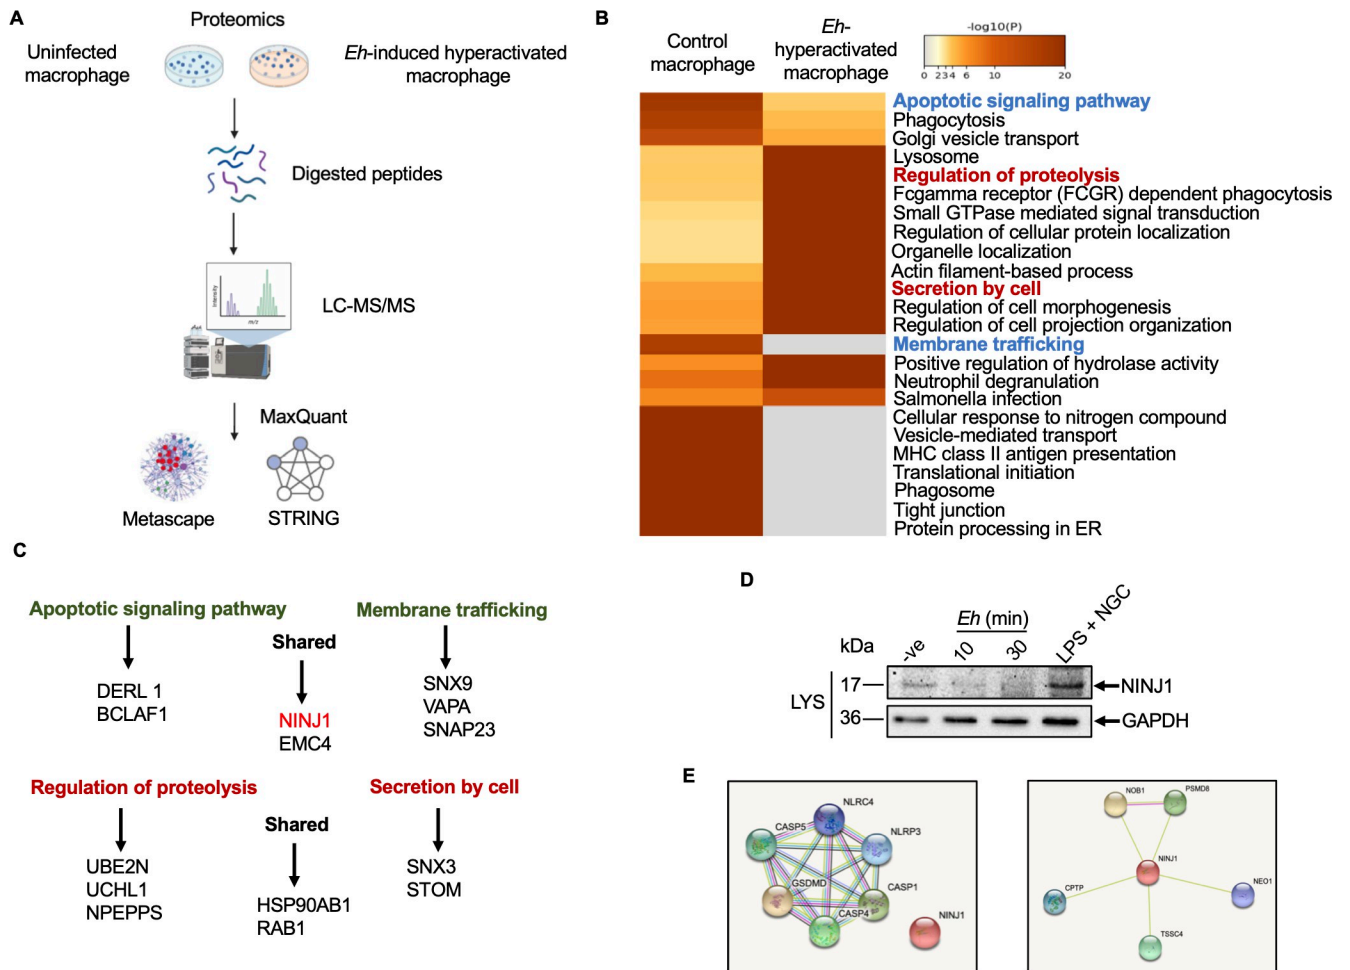 A
Proteomics
Uninfected
macrophage
Eh-induced hyperactivated
macrophage
Digested peptides
Intensity
m/z
LC-MS/MS
MaxQuant
Metascape
STRING
B
Control
macrophage
Eh-
hyperactivated
macrophage
-log10(P)
0 2 3 4 6 10 20
Apoptotic signaling pathway
Phagocytosis
Golgi vesicle transport
Lysosome
Regulation of proteolysis
Fcgamma receptor (FCGR) dependent phagocytosis
Small GTPase mediated signal transduction
Regulation of cellular protein localization
Organelle localization
Actin filament-based process
Secretion by cell
Regulation of cell morphogenesis
Regulation of cell projection organization
Membrane trafficking
Positive regulation of hydrolase activity
Neutrophil degranulation
Salmonella infection
Cellular response to nitrogen compound
Vesicle-mediated transport
MHC class II antigen presentation
Translational initiation
Phagosome
Tight junction
Protein processing in ER
C
Apoptotic signaling pathway
DERL 1
BCLAF1
Shared
NINJ1
EMC4
Membrane trafficking
SNX9
VAPA
SNAP23
Regulation of proteolysis
UBE2N
UCHL1
NPEPPS
Shared
HSP90AB1
RAB1
Secretion by cell
SNX3
STOM
D
kDa
-ve
Eh (min)
10
30
LPS + NGC
LYS
17
NINJ1
36
GAPDH
E
NLRC4
CASP5
NLRP3
GSDMD
CASP1
CASP4
NINJ1
NOB1
PSMD8
NINJ1
CPTP
NEO1
TSSC4